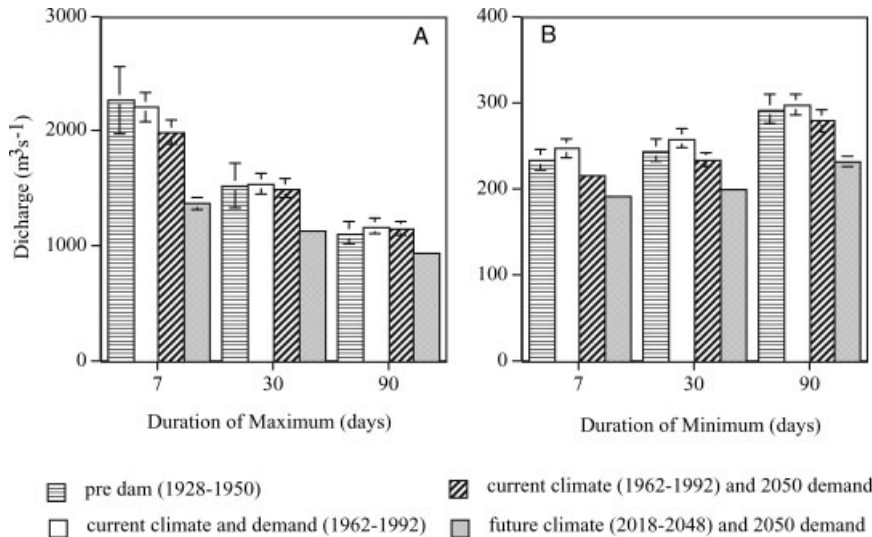 3000
2000
1000
0
Dicharge (m³s-1)
A
7
30
90
Duration of Maximum (days)
400
300
200
100
0
B
7
30
90
Duration of Minimum (days)
pre dam (1928-1950)
current climate and demand (1962-1992)
current climate (1962-1992) and 2050 demand
future climate (2018-2048) and 2050 demand